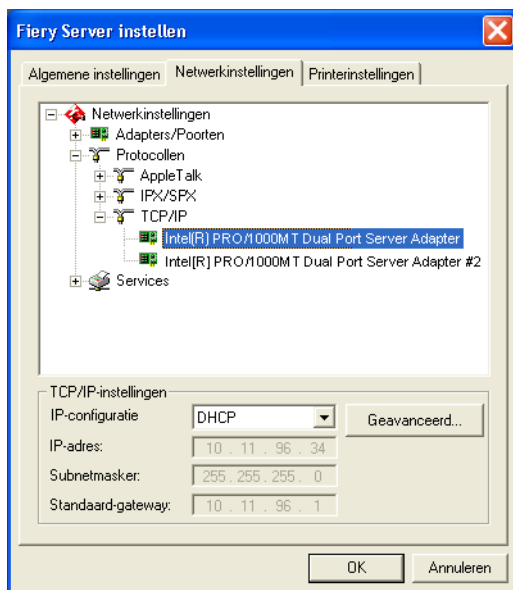 Fiery Server instellen
Algemene instellingen Netwerkinstellingen Printerinstellingen
Netwerkinstellingen
Adapters/Poorten
Protocollen
AppleTalk
IPX/SPX
TCP/IP
Intel(R) PRO/1000MT Dual Port Server Adapter
Intel[R] PRO/1000MT Dual Port Server Adapter #2
Services
TCP/IP-instellingen
IP-configuratie DHCP Geavanceerd...
IP-adres: 10 . 11 . 96 . 34
Subnetmasker: 255 . 255 . 255 . 0
Standaard-gateway: 10 . 11 . 96 . 1
OK Annuleren